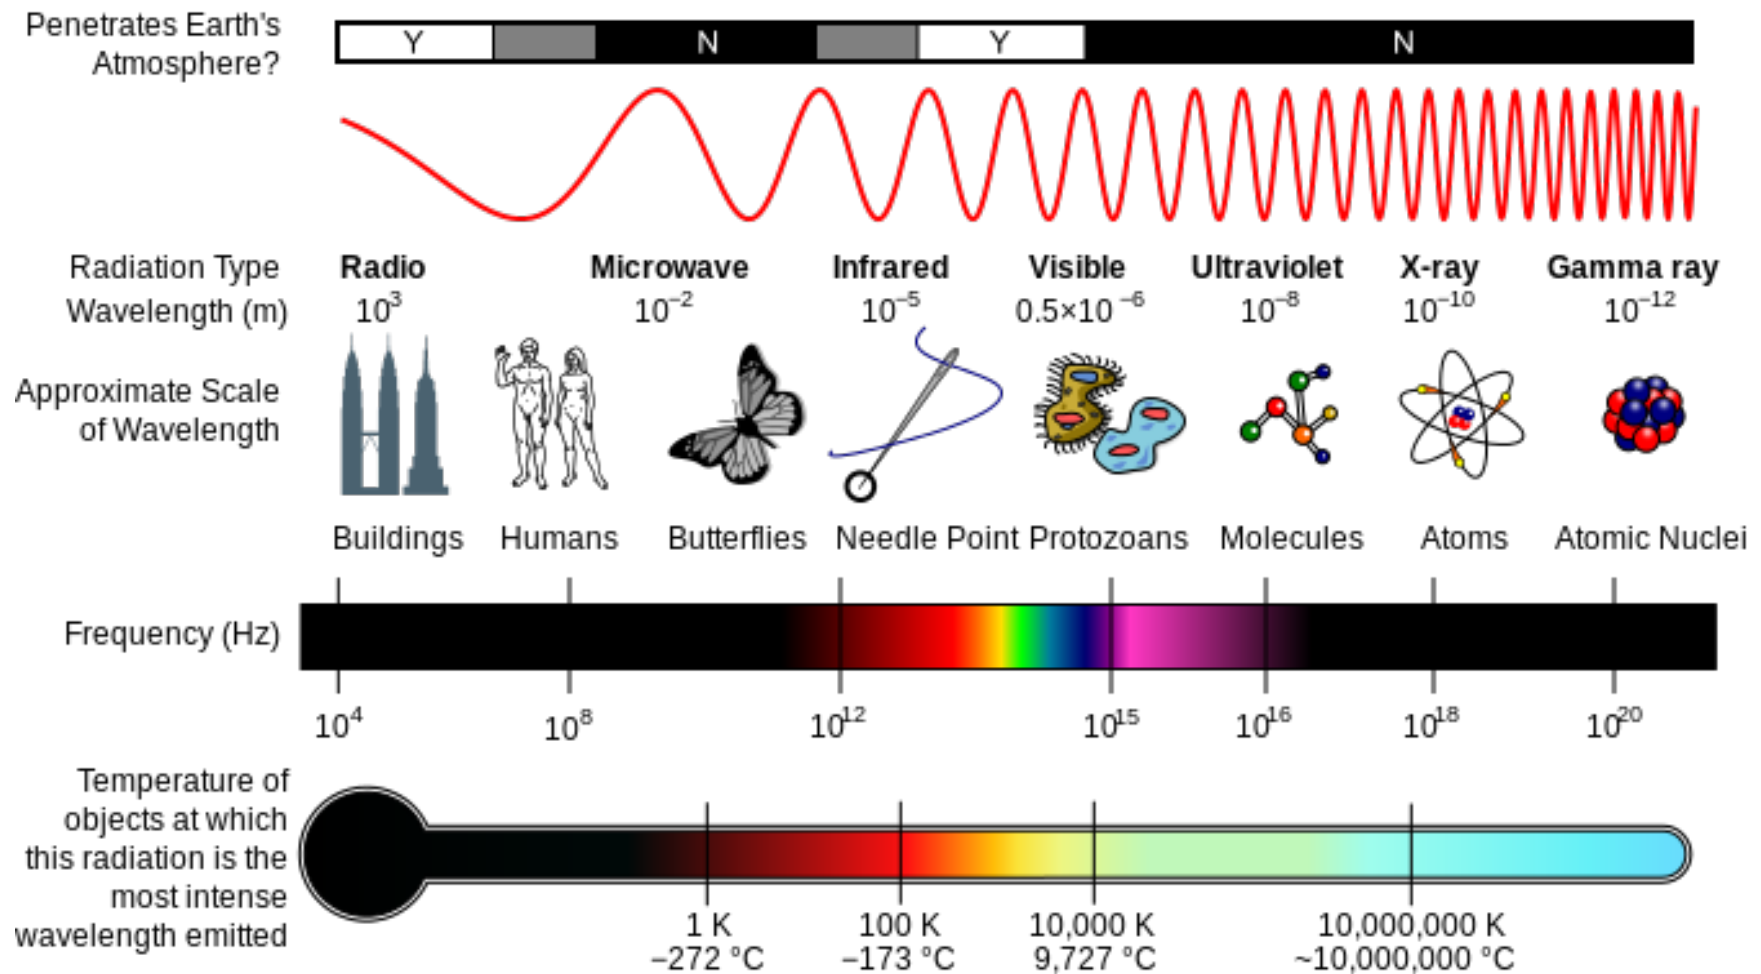 Penetrates Earth's
Atmosphere?
Y N Y N
Radiation Type Radio Microwave Infrared Visible Ultraviolet X-ray Gamma ray
Wavelength (m) 10³ 10⁻² 10⁻⁵ 0.5×10⁻⁶ 10⁻⁸ 10⁻¹⁰ 10⁻¹²
Approximate Scale
of Wavelength
Buildings Humans Butterflies Needle Point Protozoans Molecules Atoms Atomic Nuclei
Frequency (Hz)
10⁴ 10⁸ 10¹² 10¹⁵ 10¹⁶ 10¹⁸ 10²⁰
Temperature of
objects at which
this radiation is the
most intense
wavelength emitted
1 K 100 K 10,000 K 10,000,000 K
−272 °C −173 °C 9,727 °C ~10,000,000 °C